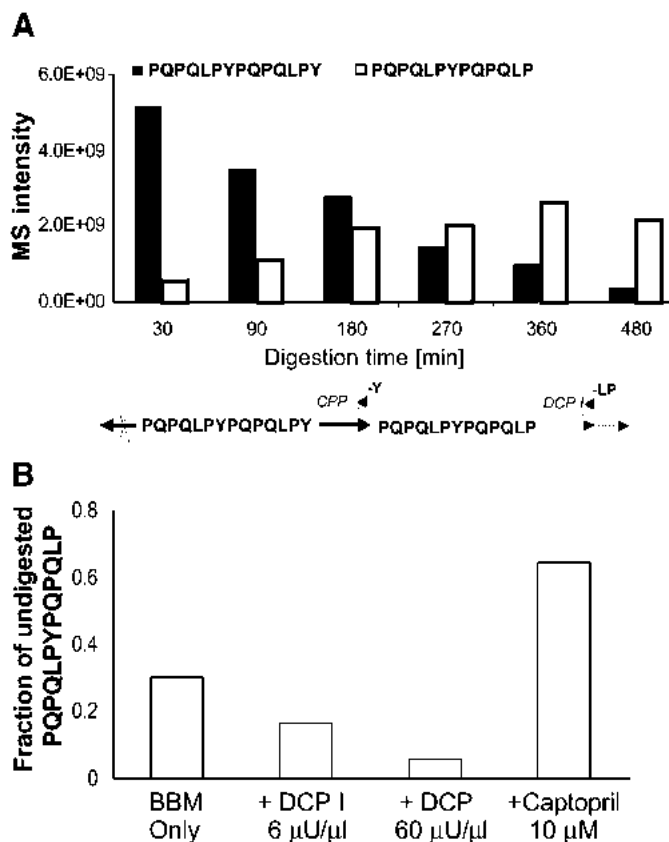 A
PQPQLPYPQPQLPY PQPQLPYPQPQLP
6.0E+09
4.0E+09
2.0E+09
0.0E+00
MS intensity
30 90 180 270 360 480
Digestion time [min]
CPP -Y DCP I -LP
PQPQLPYPQPQLPY PQPQLPYPQPQLP
B
0.8
0.6
0.4
0.2
0
Fraction of undigested
PQPQLPYPQPQLP
BBM + DCP I + DCP +Captopril
Only 6 µU/µl 60 µU/µl 10 µM